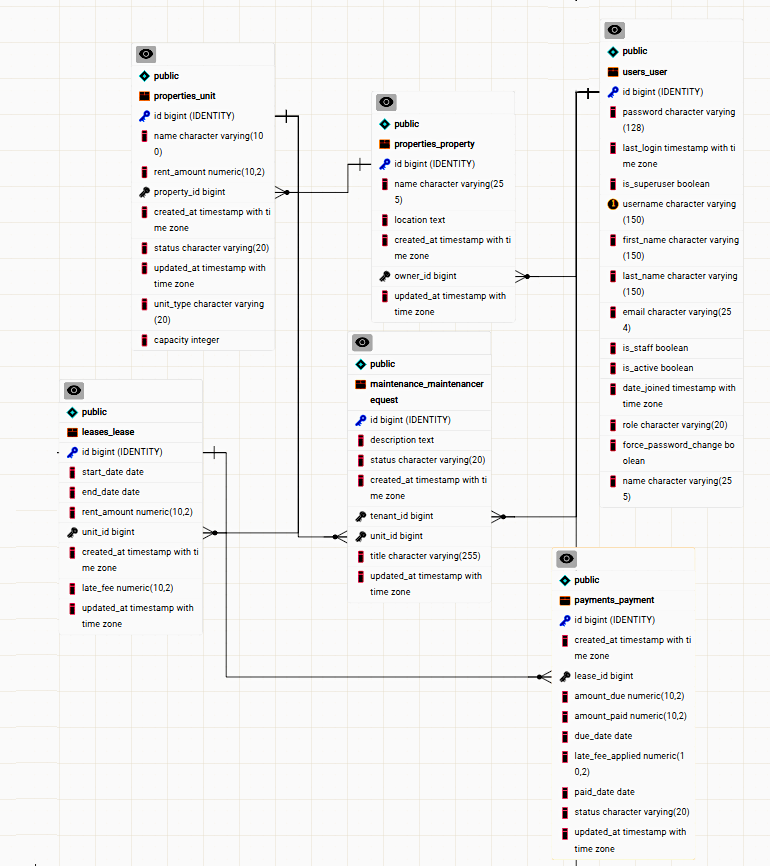 public
properties_unit
id bigint (IDENTITY)
name character varying(10
0)
rent_amount numeric(10,2)
property_id bigint
created_at timestamp with ti
me zone
status character varying(20)
updated_at timestamp with
time zone
unit_type character varying
(20)
capacity integer
public
properties_property
id bigint (IDENTITY)
name character varying(25
5)
location text
created_at timestamp with ti
me zone
owner_id bigint
updated_at timestamp with
time zone
public
users_user
id bigint (IDENTITY)
password character varying
(128)
last_login timestamp with ti
me zone
is_superuser boolean
1
username character varying
(150)
first_name character varying
(150)
last_name character varying
(150)
email character varying(25
4)
is_staff boolean
is_active boolean
date_joined timestamp with
time zone
role character varying(20)
force_password_change bo
olean
name character varying(25
5)
public
leases_lease
id bigint (IDENTITY)
start_date date
end_date date
rent_amount numeric(10,2)
unit_id bigint
created_at timestamp with ti
me zone
late_fee numeric(10,2)
updated_at timestamp with
time zone
public
maintenance_maintenancer
equest
id bigint (IDENTITY)
description text
status character varying(20)
created_at timestamp with ti
me zone
tenant_id bigint
unit_id bigint
title character varying(255)
updated_at timestamp with
time zone
public
payments_payment
id bigint (IDENTITY)
created_at timestamp with ti
me zone
lease_id bigint
amount_due numeric(10,2)
amount_paid numeric(10,2)
due_date date
late_fee_applied numeric(1
0,2)
paid_date date
status character varying(20)
updated_at timestamp with
time zone